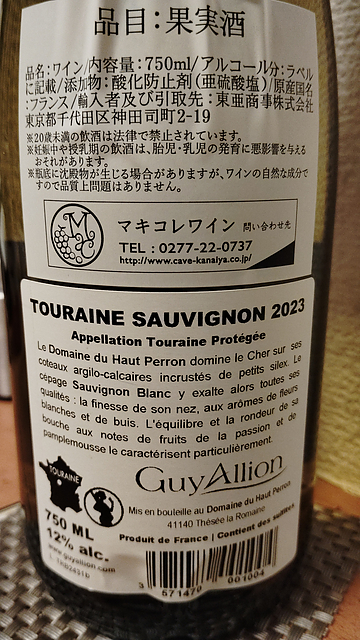 品目：果実酒
品名：ワイン/内容量：750ml/アルコール分：ラベル
に記載/添加物：酸化防止剤(亜硫酸塩)/原産国名
：フランス/輸入者及び引取先：東亜商事株式会社
東京都千代田区神田司町2-19
※20歳未満の飲酒は法律で禁止されています。
※妊娠中や授乳期の飲酒は、胎児・乳児の発育に悪影響を与える
おそれがあります。
※瓶底に沈殿物が生じる場合がありますが、ワインの自然な成分で
すので品質上問題はありません。
マキコレワイン 問い合わせ先
TEL：0277-22-0737
http://www.cave-kanaiya.co.jp/
TOURAINE SAUVIGNON 2023
Appellation Touraine Protégée
Le Domaine du Haut Perron domine le Cher sur ses
coteaux argilo-calcaires incrustés de petits silex. Le
cépage Sauvignon Blanc y exalte alors toutes ses
qualités : la finesse de son nez, aux arômes de fleurs
blanches et de buis. L'équilibre et la rondeur de sa
bouche aux notes de fruits de la passion et de
pamplemousse le caractérisent particulièrement.
TOURAINE
Guy Allion
Mis en bouteille au Domaine du Haut Perron
41140 Thésée la Romaine
Produit de France | Contient des sulfites
750 ML
12% alc.
www.guyallion.com
3 571470 001004